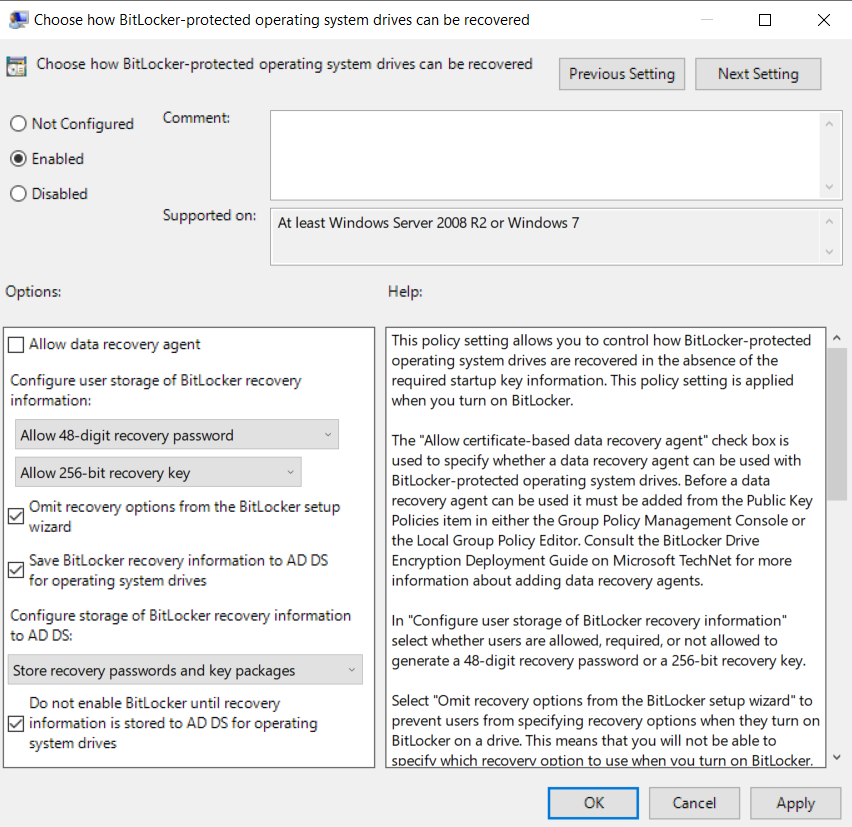 Choose how BitLocker-protected operating system drives can be recovered
Choose how BitLocker-protected operating system drives can be recovered
Previous Setting
Next Setting
Not Configured
Enabled
Disabled
Comment:
Supported on:
At least Windows Server 2008 R2 or Windows 7
Options:
Help:
Allow data recovery agent
Configure user storage of BitLocker recovery
information:
Allow 48-digit recovery password
Allow 256-bit recovery key
Omit recovery options from the BitLocker setup
wizard
Save BitLocker recovery information to AD DS
for operating system drives
Configure storage of BitLocker recovery information
to AD DS:
Store recovery passwords and key packages
Do not enable BitLocker until recovery
information is stored to AD DS for operating
system drives
This policy setting allows you to control how BitLocker-protected
operating system drives are recovered in the absence of the
required startup key information. This policy setting is applied
when you turn on BitLocker.
The "Allow certificate-based data recovery agent" check box is
used to specify whether a data recovery agent can be used with
BitLocker-protected operating system drives. Before a data
recovery agent can be used it must be added from the Public Key
Policies item in either the Group Policy Management Console or
the Local Group Policy Editor. Consult the BitLocker Drive
Encryption Deployment Guide on Microsoft TechNet for more
information about adding data recovery agents.
In "Configure user storage of BitLocker recovery information"
select whether users are allowed, required, or not allowed to
generate a 48-digit recovery password or a 256-bit recovery key.
Select "Omit recovery options from the BitLocker setup wizard" to
prevent users from specifying recovery options when they turn on
BitLocker on a drive. This means that you will not be able to
specify which recovery option to use when you turn on BitLocker.
OK
Cancel
Apply